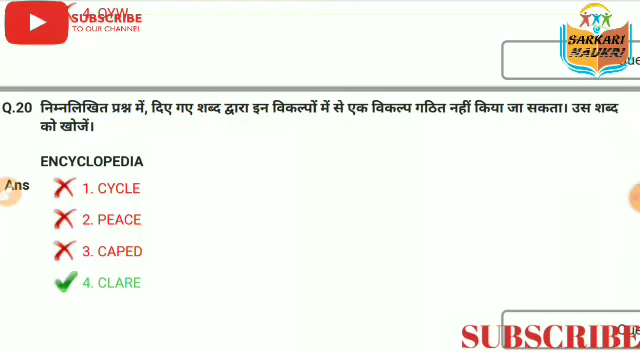 4. OYW
SUBSCRIBE
TO OUR CHANNEL
SARKARI
NAUKRI
Q.20 निम्नलिखित प्रश्न में, दिए गए शब्द द्वारा इन विकल्पों में से एक विकल्प गठित नहीं किया जा सकता। उस शब्द
को खोजें।
ENCYCLOPEDIA
Ans
1. CYCLE
2. PEACE
3. CAPED
4. CLARE
SUBSCRIBE